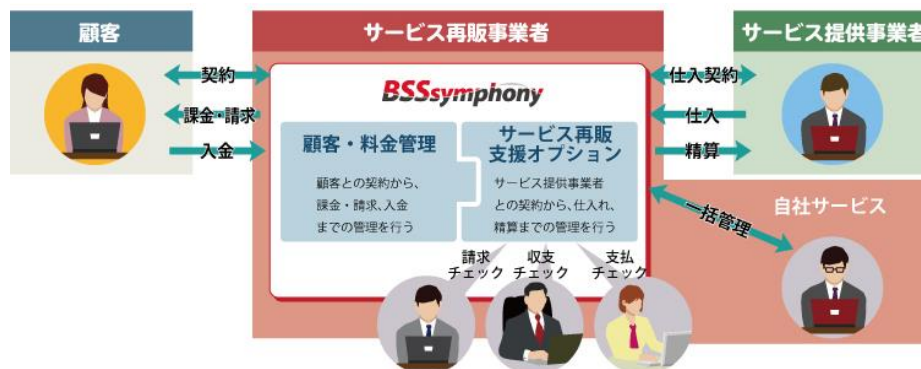 顧客
サービス再販事業者
サービス提供事業者
契約
課金・請求
入金
BSSsymphony
仕入契約
仕入
精算
顧客・料金管理
顧客との契約から、
課金・請求、入金
までの管理を行う
サービス再販
支援オプション
サービス提供事業者
との契約から、仕入れ、
精算までの管理を行う
一括管理
自社サービス
請求
チェック
収支
チェック
支払
チェック